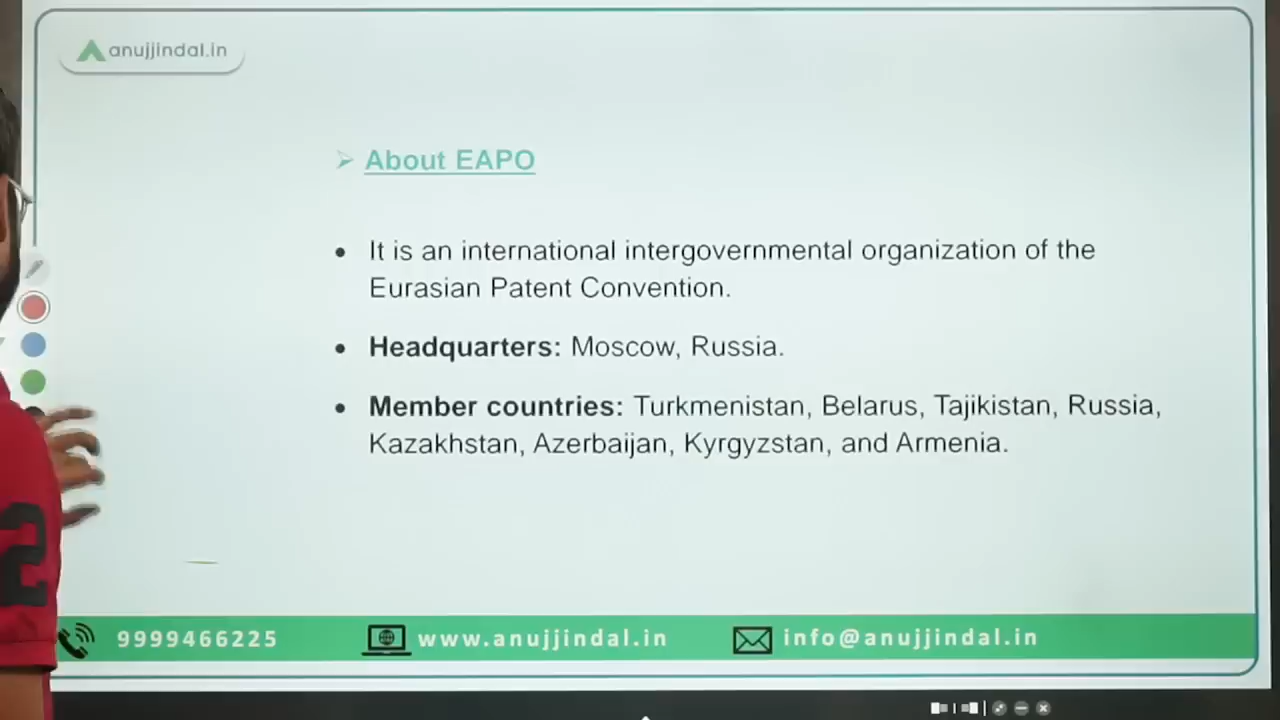 anujjindal.in
About EAPO
It is an international intergovernmental organization of the
Eurasian Patent Convention.
Headquarters: Moscow, Russia.
Member countries: Turkmenistan, Belarus, Tajikistan, Russia,
Kazakhstan, Azerbaijan, Kyrgyzstan, and Armenia.
2
9999466225
www.anujjindal.in
info@anujjindal.in